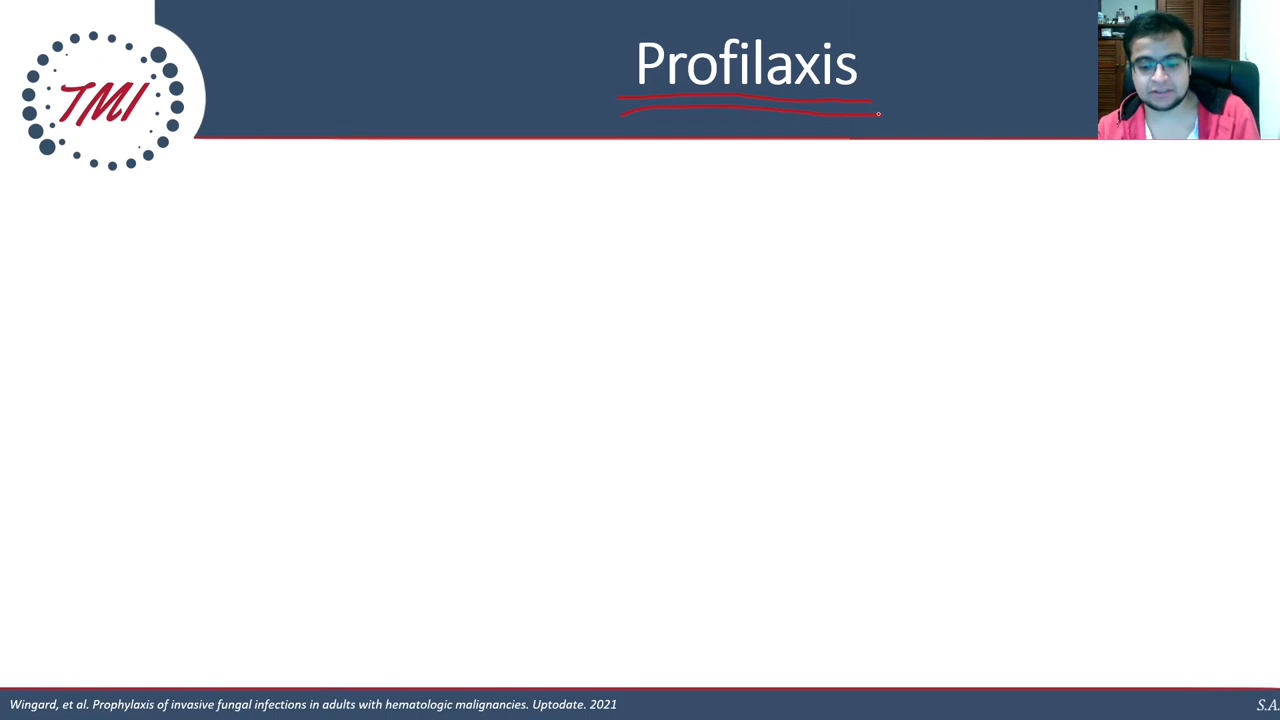 TMI
Profilaxis
Wingard, et al. Prophylaxis of invasive fungal infections in adults with hematologic malignancies. Uptodate. 2021
S.A.